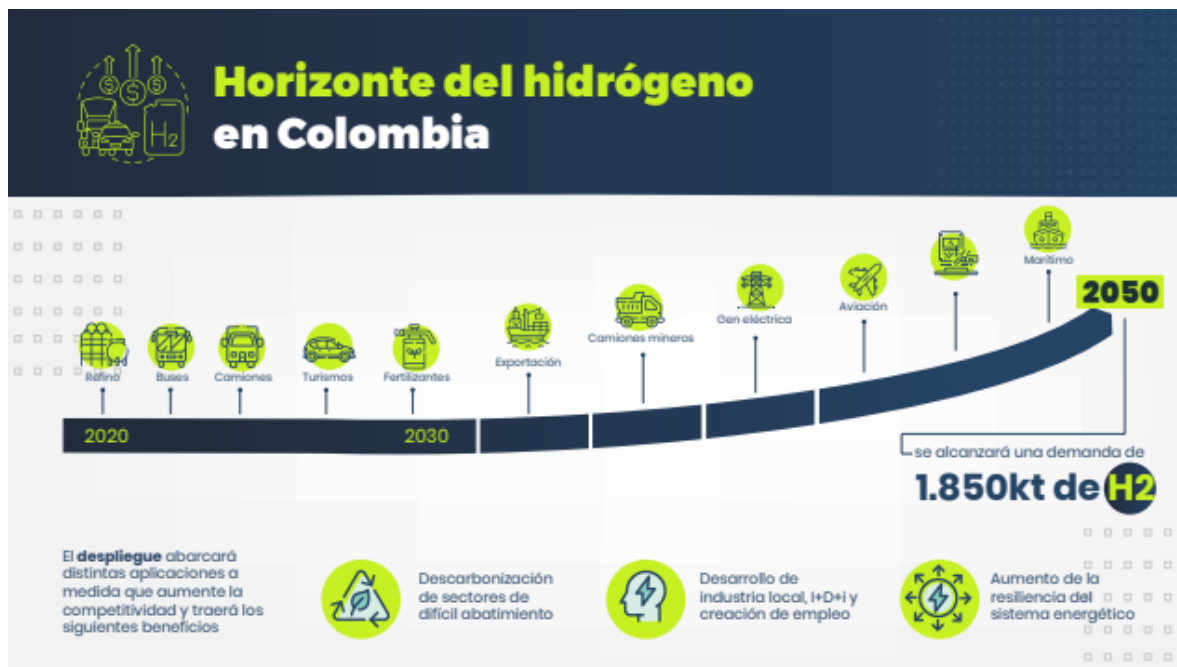 Horizonte del hidrógeno
en Colombia
H2
Marítimo
2050
Aviación
Gen eléctrica
Camiones mineros
Exportación
Refino
Buses
Camiones
Turismos
Fertilizantes
2020
2030
se alcanzará una demanda de
1.850kt de H2
El despliegue abarcará
distintas aplicaciones a
medida que aumente la
competitividad y traerá los
siguientes beneficios
Descarbonización
de sectores de
difícil abatimiento
Desarrollo de
industria local, I+D+i y
creación de empleo
Aumento de la
resiliencia del
sistema energético